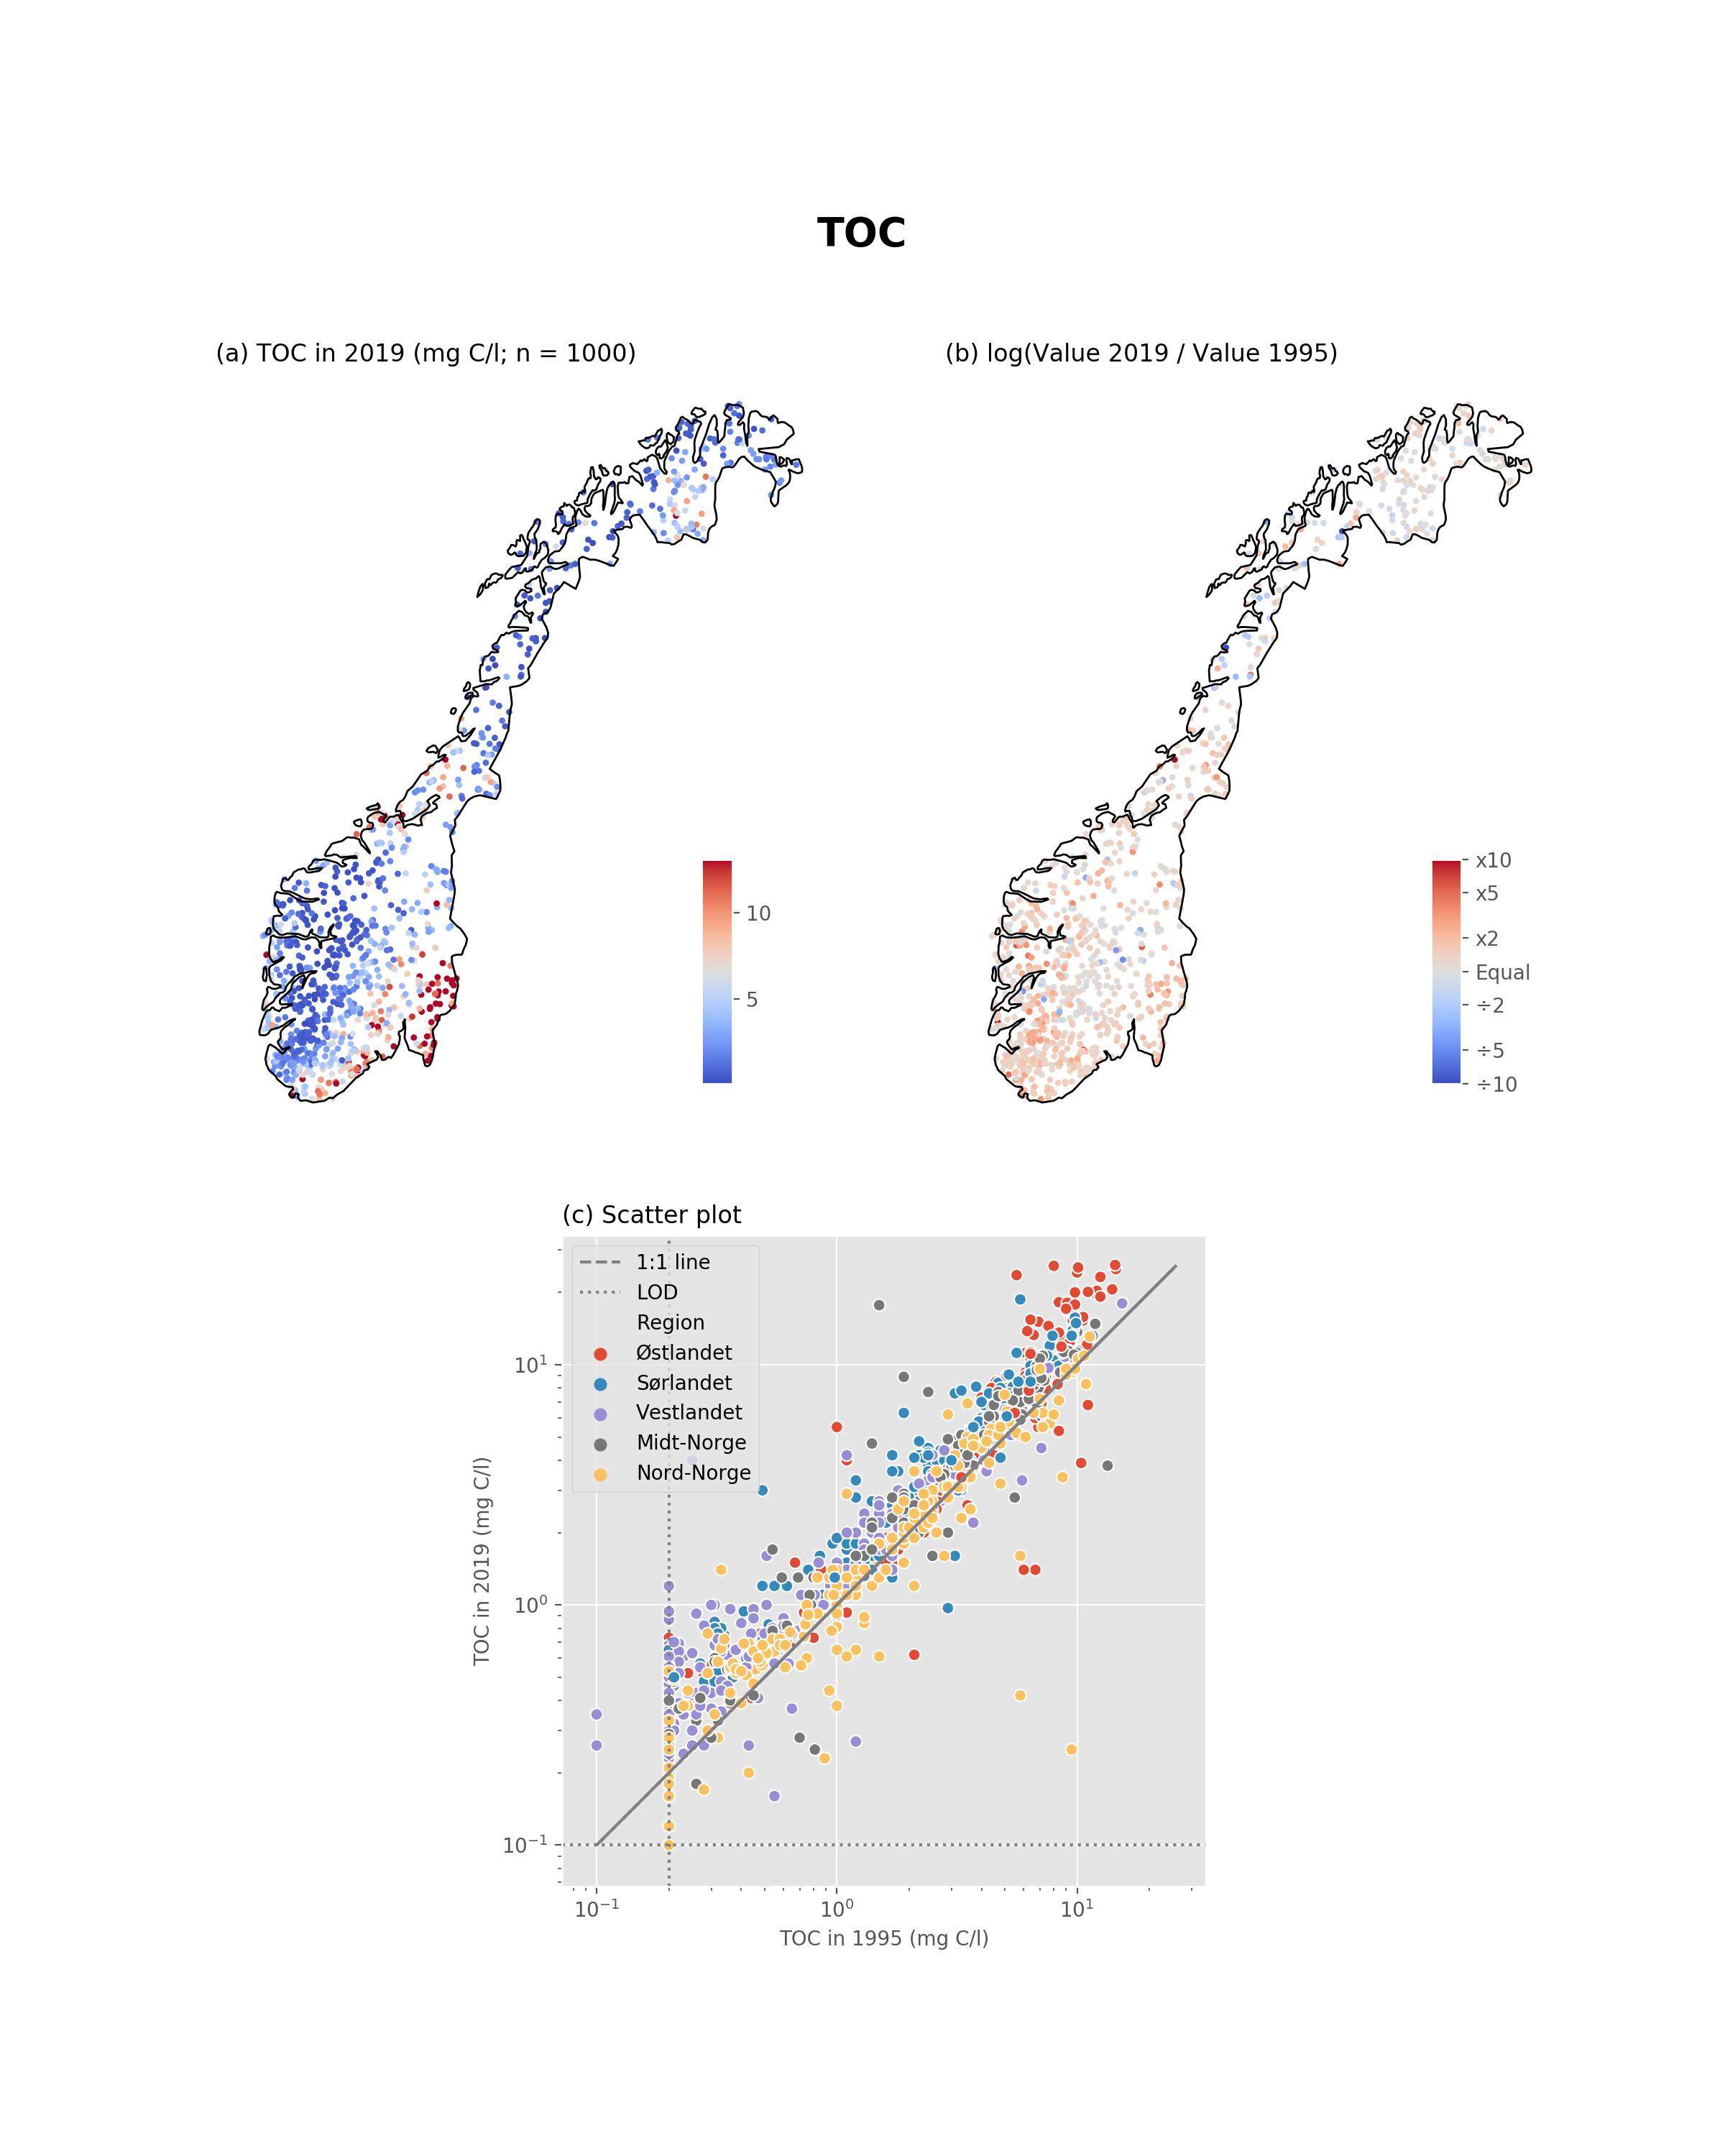 TOC
(a) TOC in 2019 (mg C/l; n = 1000)
(b) log(Value 2019 / Value 1995)
10
5
x10
x5
x2
Equal
÷2
÷5
÷10
(c) Scatter plot
1:1 line
LOD
Region
Østlandet
Sørlandet
Vestlandet
Midt-Norge
Nord-Norge
TOC in 2019 (mg C/l)
10¹
10⁰
10⁻¹
10⁻¹ 10⁰ 10¹
TOC in 1995 (mg C/l)